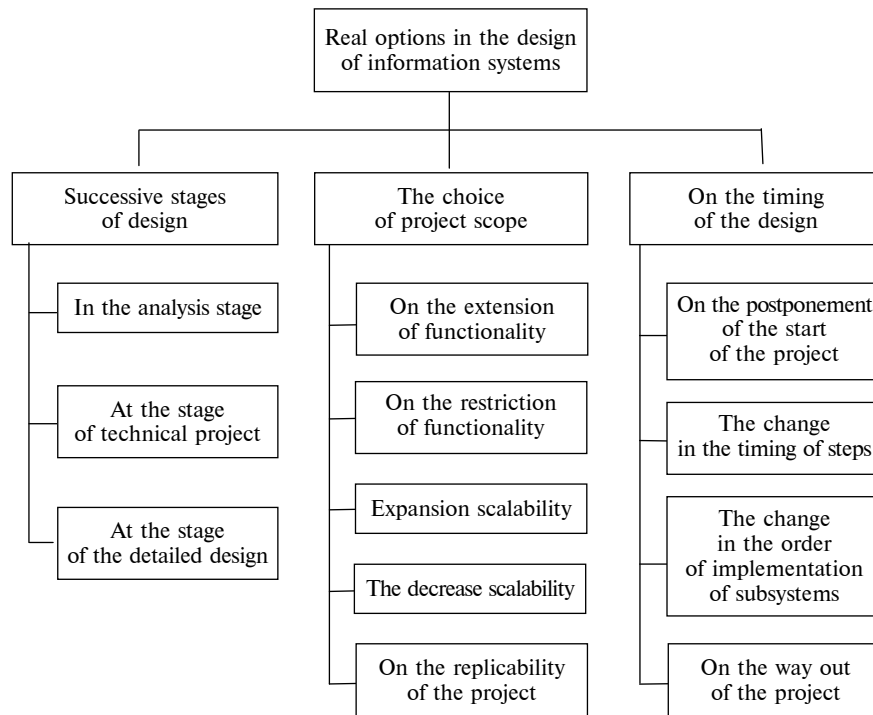 Real options in the design
of information systems
Successive stages
of design
In the analysis stage
At the stage
of technical project
At the stage
of the detailed design
The choice
of project scope
On the extension
of functionality
On the restriction
of functionality
Expansion scalability
The decrease scalability
On the replicability
of the project
On the timing
of the design
On the postponement
of the start
of the project
The change
in the timing of steps
The change
in the order
of implementation
of subsystems
On the way out
of the project